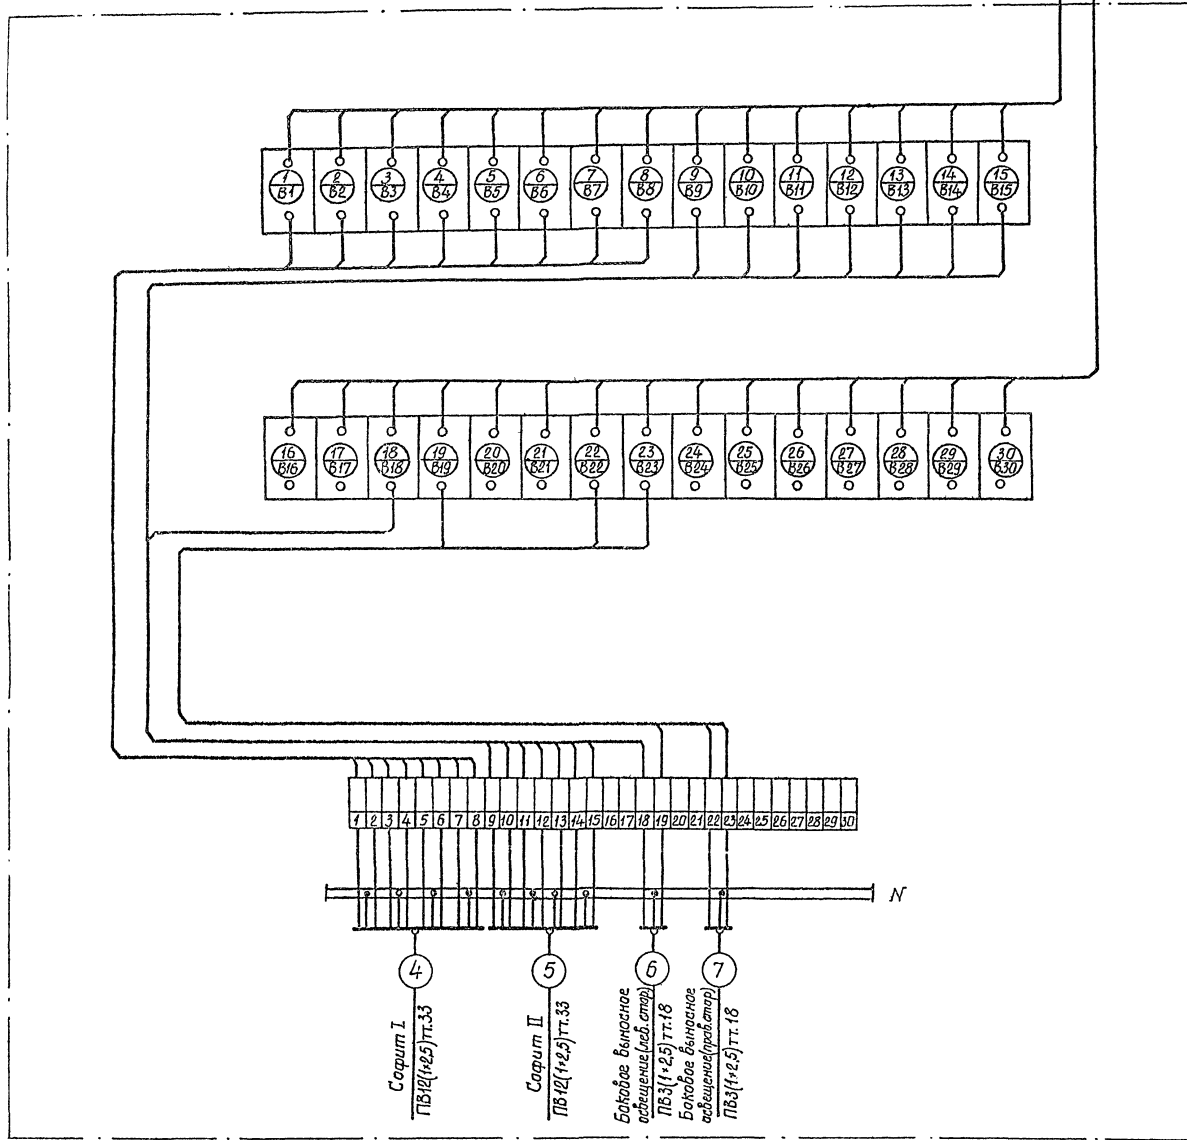 1 2 3 4 5 6 7 8 9 10 11 12 13 14 15
В1 В2 В3 В4 В5 В6 В7 В8 В9 В10 В11 В12 В13 В14 В15
16 17 18 19 20 21 22 23 24 25 26 27 28 29 30
В16 В17 В18 В19 В20 В21 В22 В23 В24 В25 В26 В27 В28 В29 В30
1 2 3 4 5 6 7 8 9 10 11 12 13 14 15 16 17 18 19 20 21 22 23 24 25 26 27 28 29 30
N
4 5 6 7
Софит I
ПВ12(1×2,5)тт.33
Софит II
ПВ12(1×2,5)тт.33
Боковое выносное
освещение(лев.стор)
ПВ3(1×2,5)тт.18
Боковое выносное
освещение(прав.стор)
ПВ3(1×2,5)тт.18